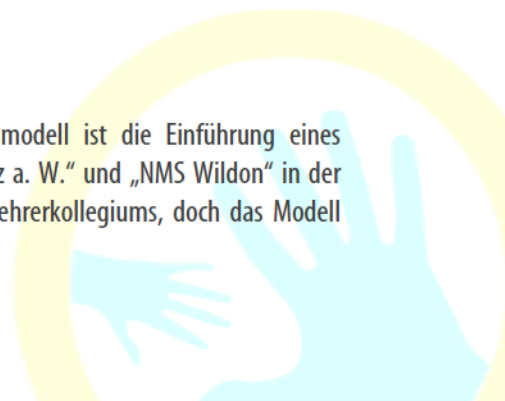 modell ist die Einführung eines
z a. W.“ und „NMS Wildon“ in der
ehrerkollegiums, doch das Modell